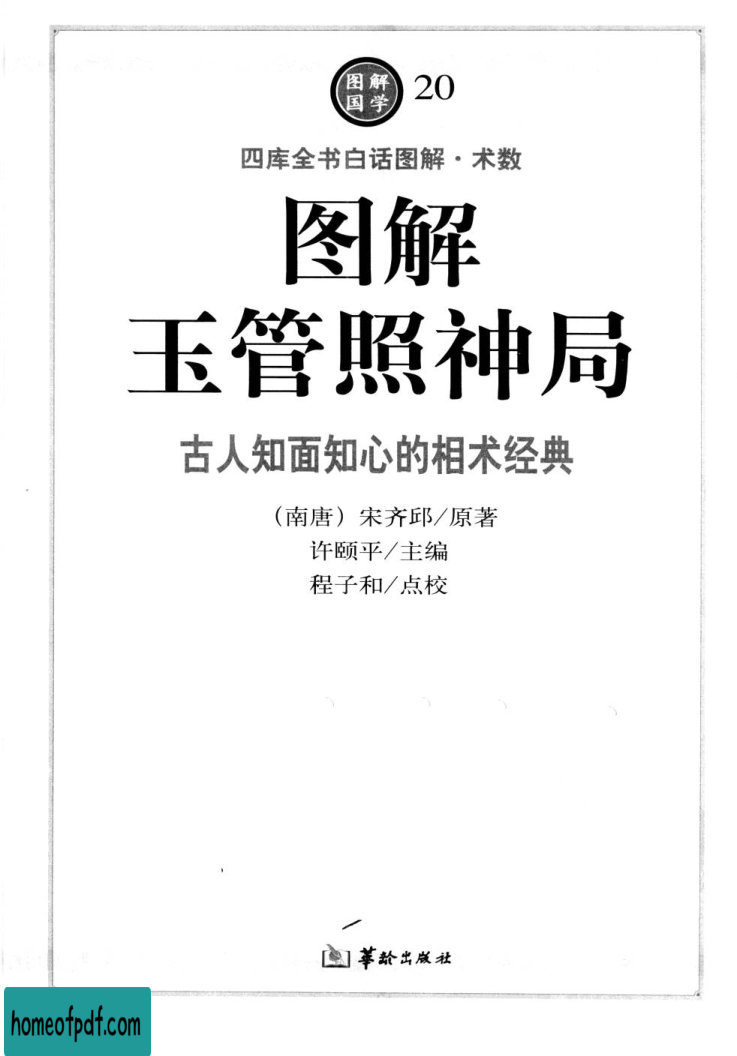 图解
国学
20
四库全书白话图解·术数
图解
玉管照神局
古人知面知心的相术经典
（南唐）宋齐邱/原著
许颐平/主编
程子和/点校
華龄出版社
homeofpdf.com